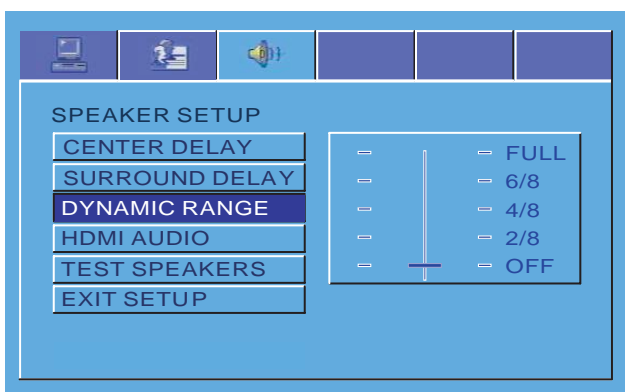 SPEAKER SETUP
CENTER DELAY
SURROUND DELAY
DYNAMIC RANGE
HDMI AUDIO
TEST SPEAKERS
EXIT SETUP
FULL
6/8
4/8
2/8
OFF